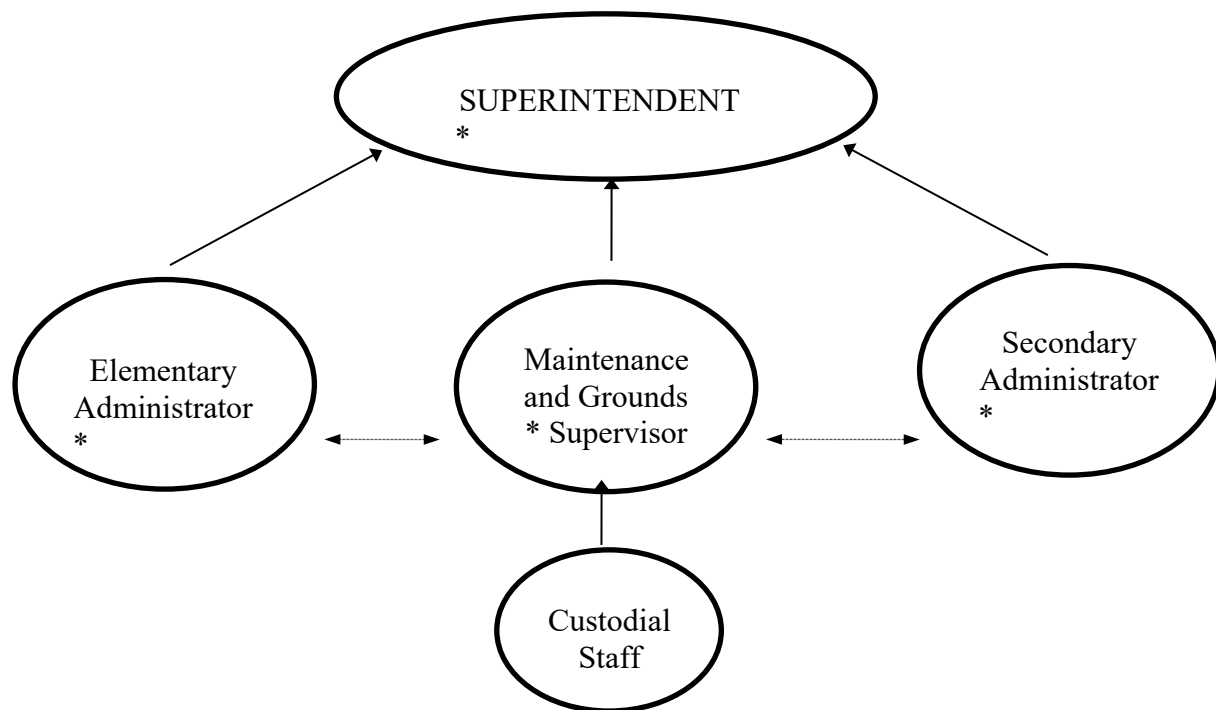 SUPERINTENDENT
*
Elementary
Administrator
*
Maintenance
and Grounds
* Supervisor
Secondary
Administrator
*
Custodial
Staff